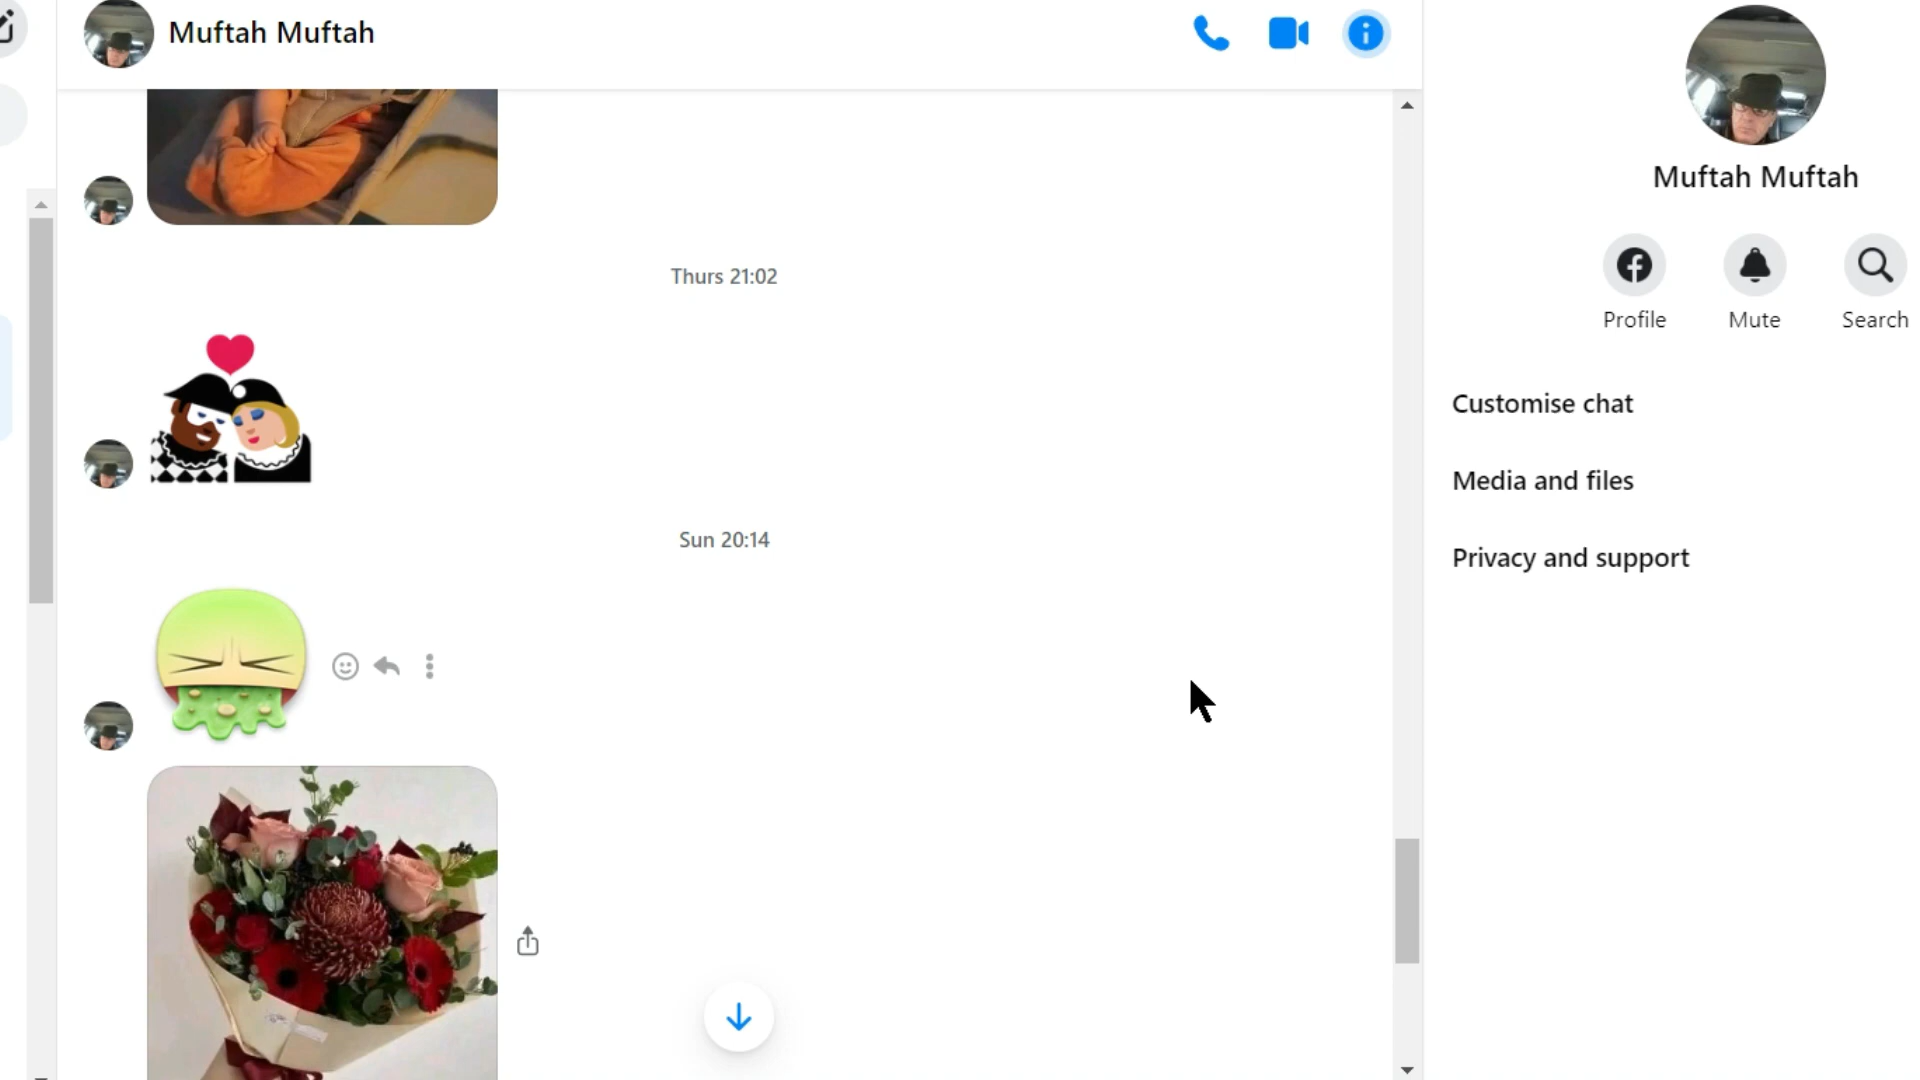 Muftah Muftah
Thurs 21:02
Sun 20:14
Muftah Muftah
Profile
Mute
Search
Customise chat
Media and files
Privacy and support